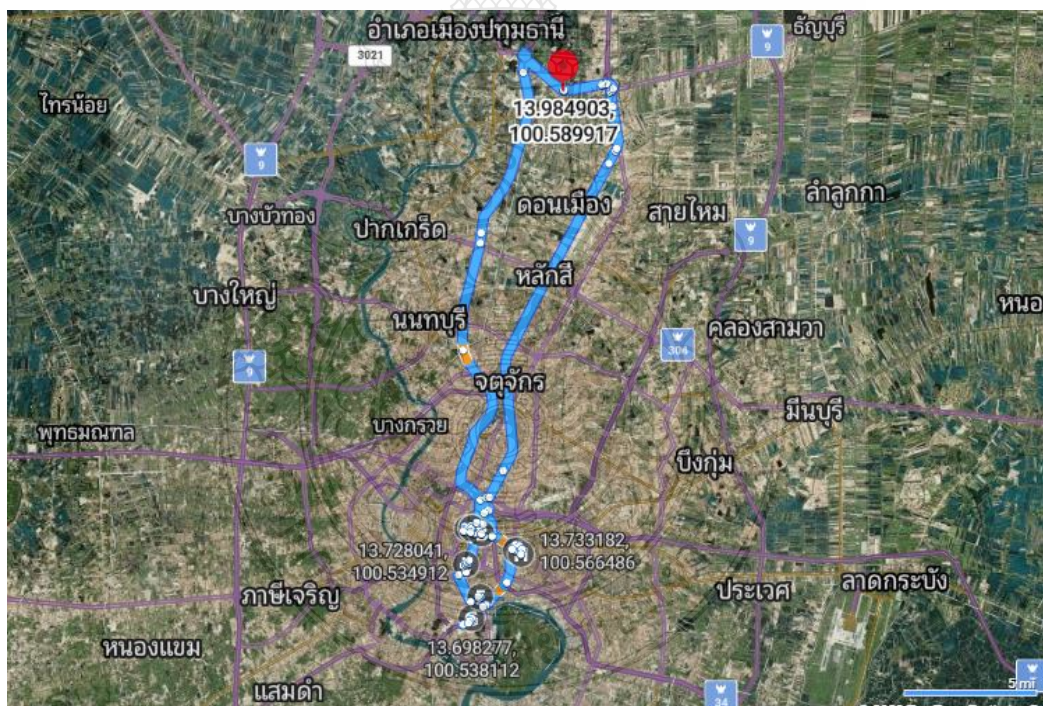 อำเภอเมืองปทุมธานี
ธัญบุรี
9
3021
ไทรน้อย
13.984903,
100.589917
9
ลำลูกกา
ดอนเมือง
สายไหม
บางบัวทอง
ปากเกร็ด
9
หลักสี่
บางใหญ่
หนอ
นนทบุรี
คลองสามวา
304
9
จตุจักร
มีนบุรี
บางกรวย
พุทธมณฑล
บึงกุ่ม
13.733182,
100.566486
13.728041,
100.534912
ประเวศ
ลาดกระบัง
ภาษีเจริญ
หนองแขม
13.698277,
100.538112
แสมดำ
5 mi
34